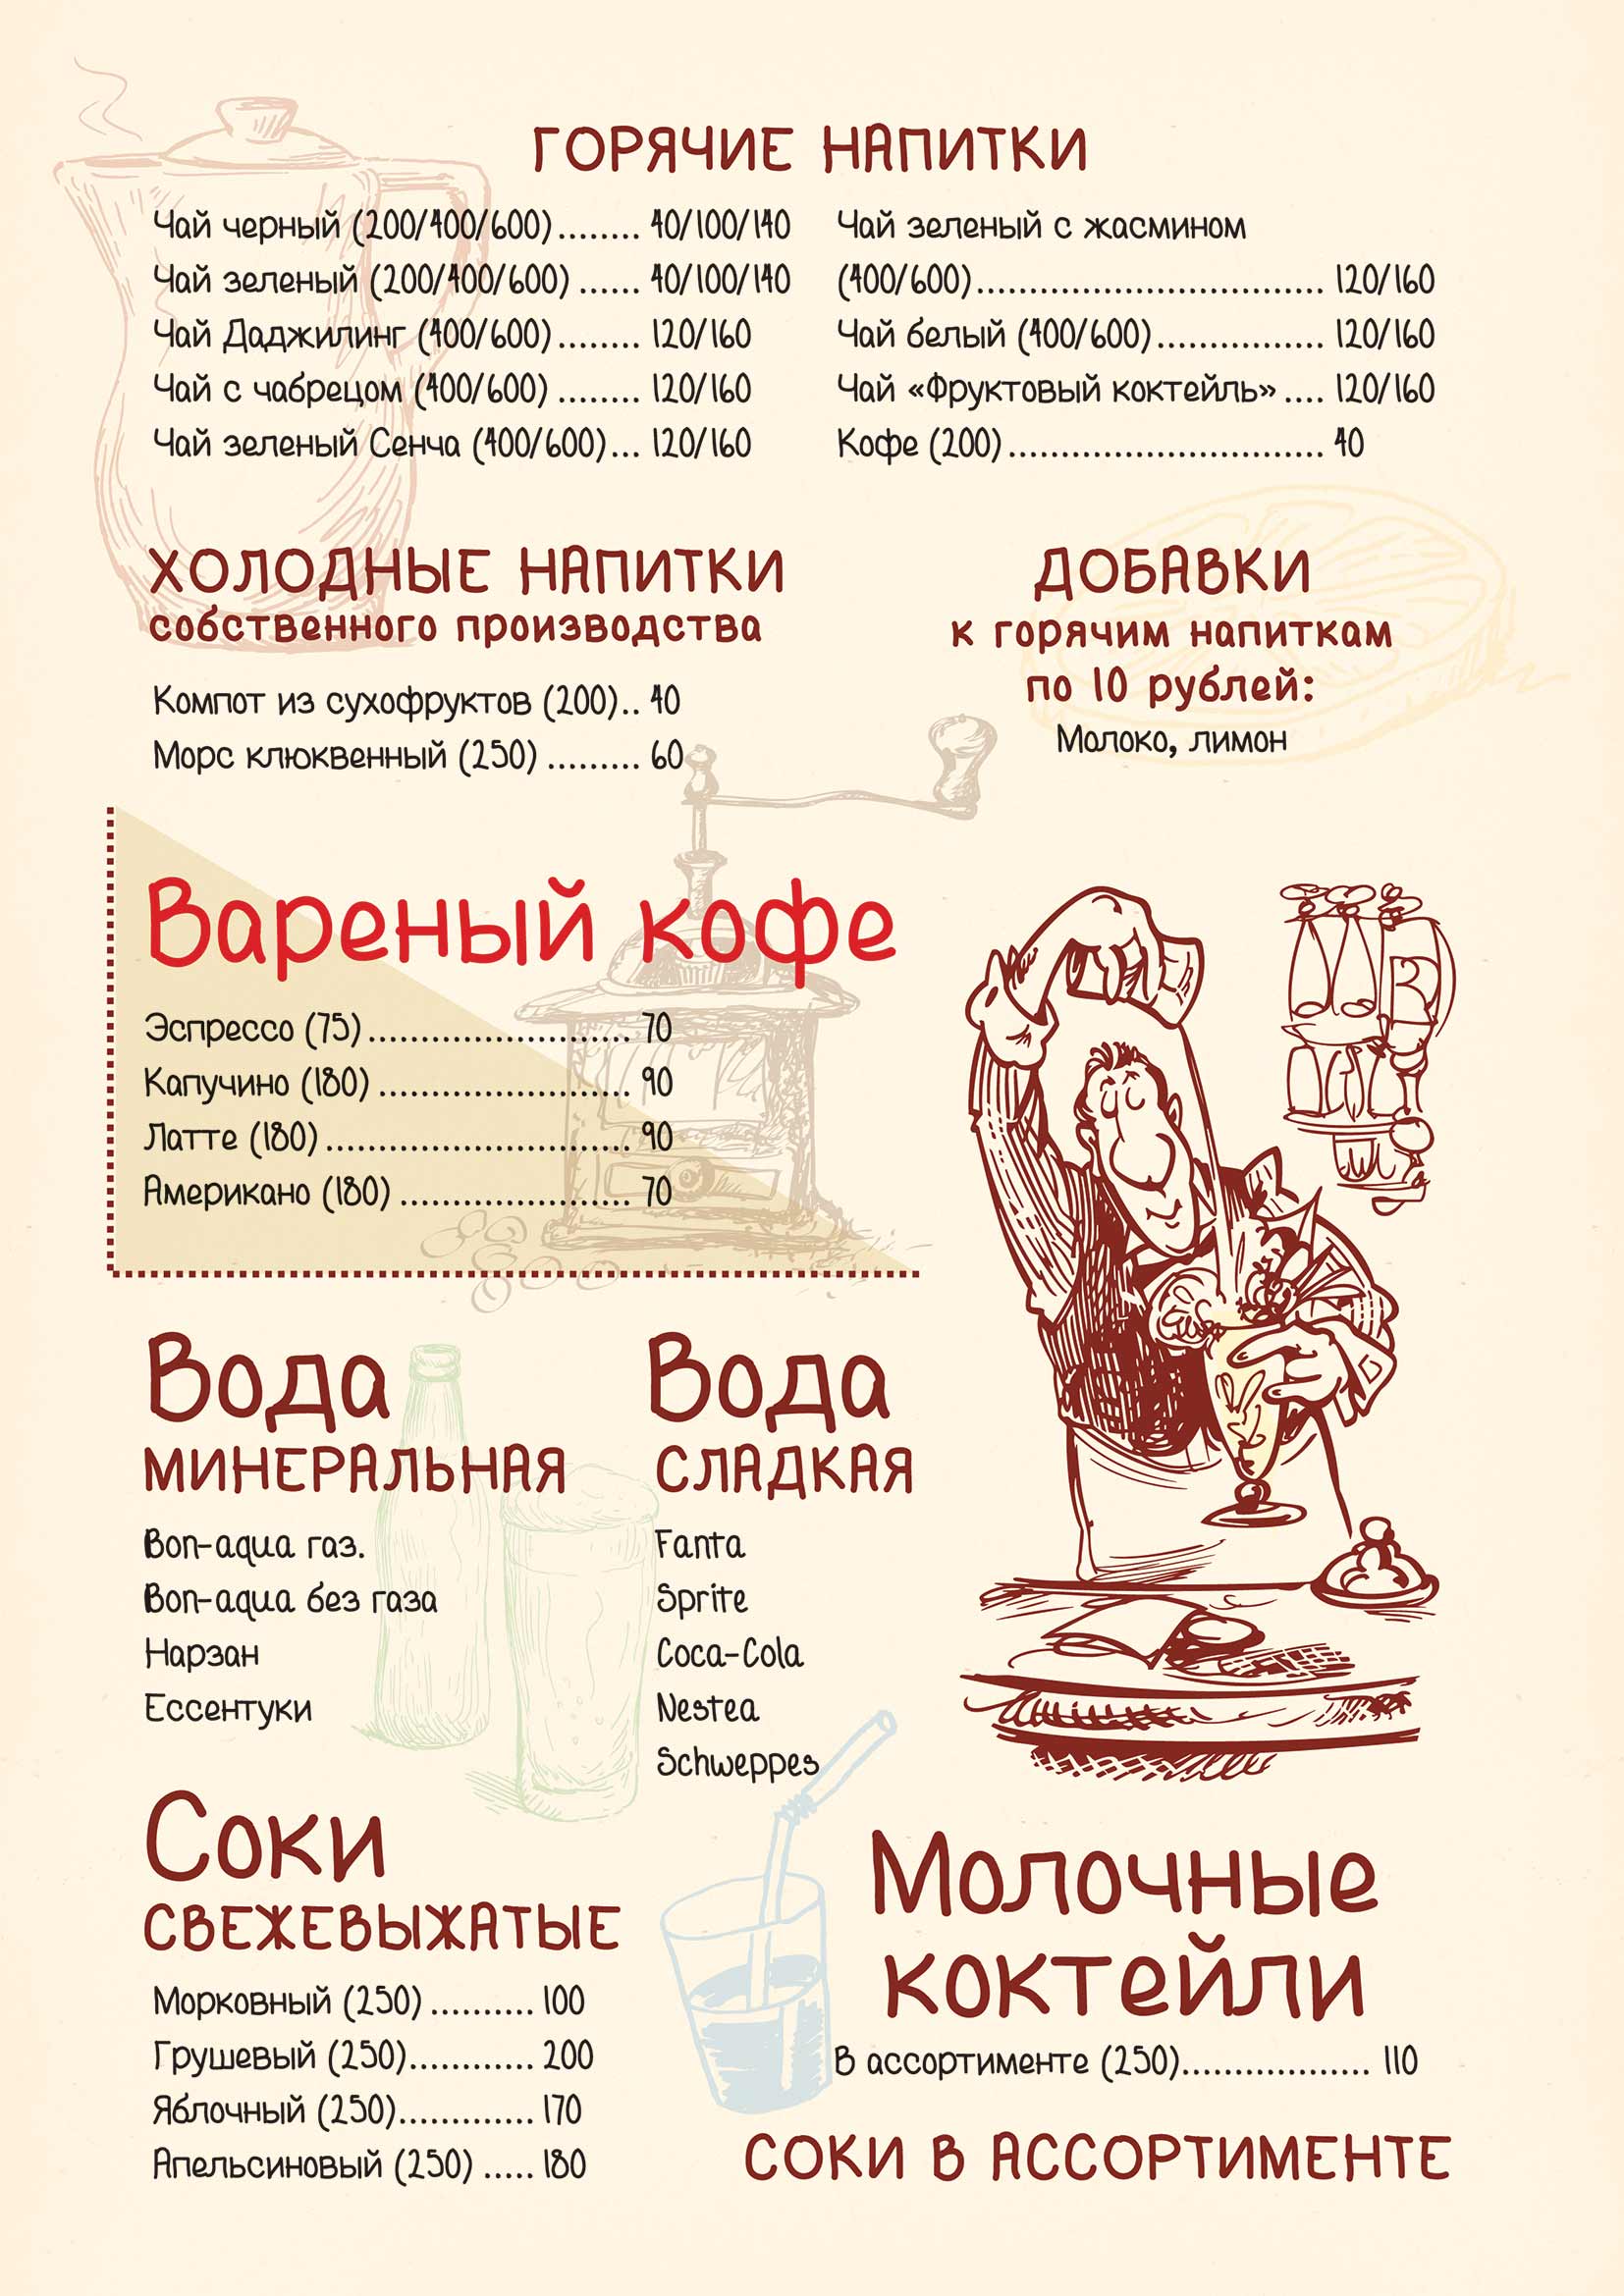 ГОРЯЧИЕ НАПИТКИ
Чай черный (200/400/600)........ 40/100/140
Чай зеленый (200/400/600) ...... 40/100/140
Чай Даджилинг (400/600)........ 120/160
Чай с чабрецом (400/600) ........ 120/160
Чай зеленый Сенча (400/600)... 120/160
Чай зеленый с жасмином
(400/600).................................. 120/160
Чай белый (400/600)................ 120/160
Чай «Фруктовый коктейль».... 120/160
Кофе (200)............................... 40
ХОЛОДНЫЕ НАПИТКИ
собственного производства
Компот из сухофруктов (200).. 40
Морс клюквенный (250) ......... 60
ДОБАВКИ
к горячим напиткам
по 10 рублей:
Молоко, лимон
Вареный кофе
Эспрессо (75).......................... 70
Капучино (180) ......................... 90
Латте (180).............................. 90
Американо (180) ....................... 70
Вода
МИНЕРАЛЬНАЯ
Bon-aqua газ.
Bon-aqua без газа
Нарзан
Ессентуки
Вода
СЛАДКАЯ
Fanta
Sprite
Coca-Cola
Nestea
Schweppes
Соки
СВЕЖЕВЫЖАТЫЕ
Морковный (250) .......... 100
Грушевый (250)............ 200
Яблочный (250)............. 170
Апельсиновый (250) ..... 180
Молочные
коктейли
В ассортименте (250).................. 110
СОКИ В АССОРТИМЕНТЕ